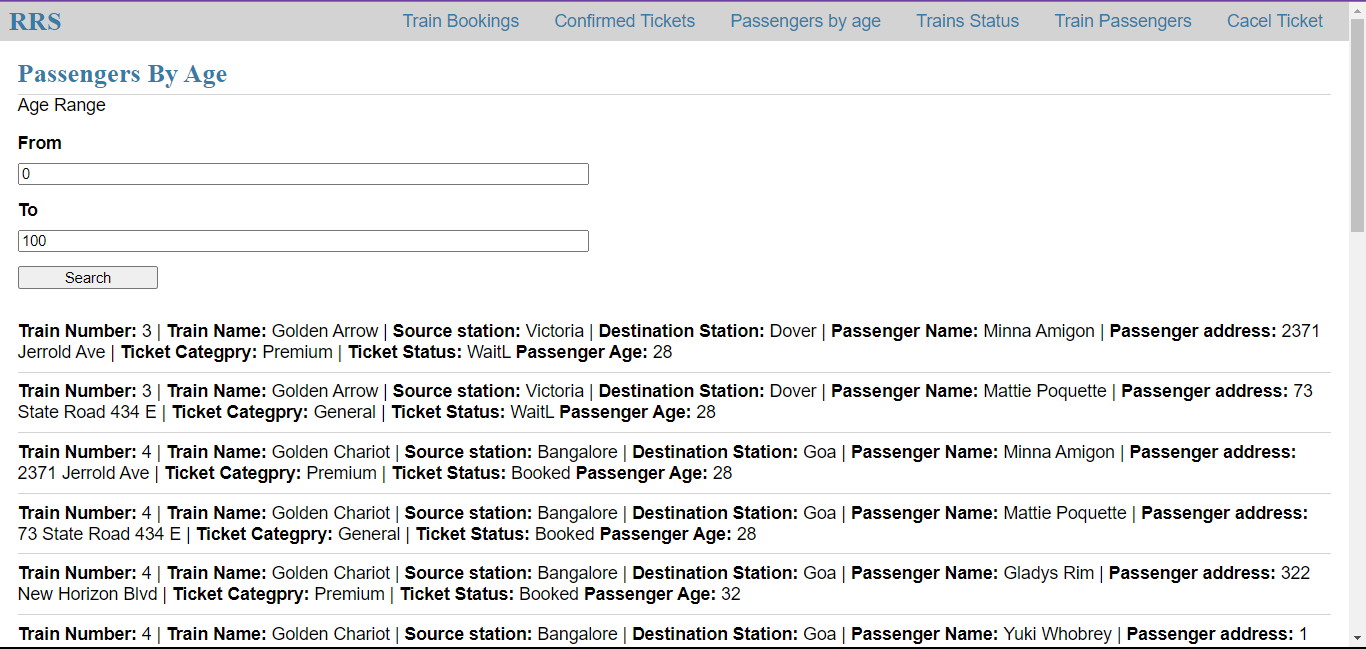 RRS Train Bookings Confirmed Tickets Passengers by age Trains Status Train Passengers Cacel Ticket
Passengers By Age
Age Range
From
0
To
100
Search
Train Number: 3 | Train Name: Golden Arrow | Source station: Victoria | Destination Station: Dover | Passenger Name: Minna Amigon | Passenger address: 2371
Jerrold Ave | Ticket Categpry: Premium | Ticket Status: WaitL Passenger Age: 28
Train Number: 3 | Train Name: Golden Arrow | Source station: Victoria | Destination Station: Dover | Passenger Name: Mattie Poquette | Passenger address: 73
State Road 434 E | Ticket Categpry: General | Ticket Status: WaitL Passenger Age: 28
Train Number: 4 | Train Name: Golden Chariot | Source station: Bangalore | Destination Station: Goa | Passenger Name: Minna Amigon | Passenger address:
2371 Jerrold Ave | Ticket Categpry: Premium | Ticket Status: Booked Passenger Age: 28
Train Number: 4 | Train Name: Golden Chariot | Source station: Bangalore | Destination Station: Goa | Passenger Name: Mattie Poquette | Passenger address:
73 State Road 434 E | Ticket Categpry: General | Ticket Status: Booked Passenger Age: 28
Train Number: 4 | Train Name: Golden Chariot | Source station: Bangalore | Destination Station: Goa | Passenger Name: Gladys Rim | Passenger address: 322
New Horizon Blvd | Ticket Categpry: Premium | Ticket Status: Booked Passenger Age: 32
Train Number: 4 | Train Name: Golden Chariot | Source station: Bangalore | Destination Station: Goa | Passenger Name: Yuki Whobrey | Passenger address: 1